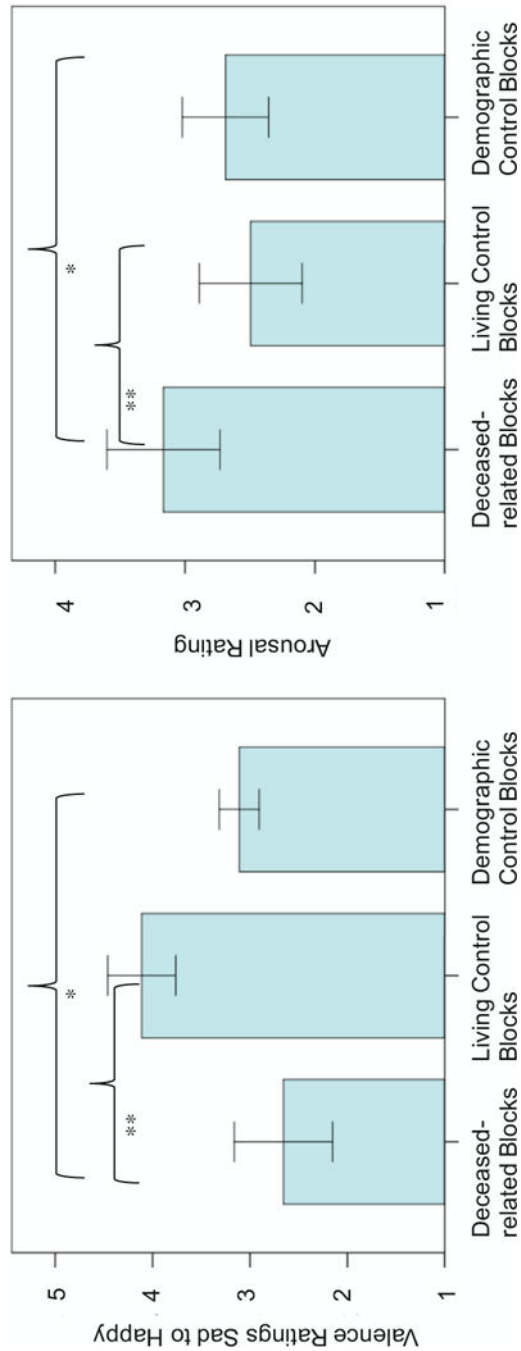 Valence Ratings Sad to Happy
5
4
3
2
1
*
**
Deceased-
related Blocks
Living Control
Blocks
Demographic
Control Blocks
Arousal Rating
4
3
2
1
*
**
Deceased-
related Blocks
Living Control
Blocks
Demographic
Control Blocks